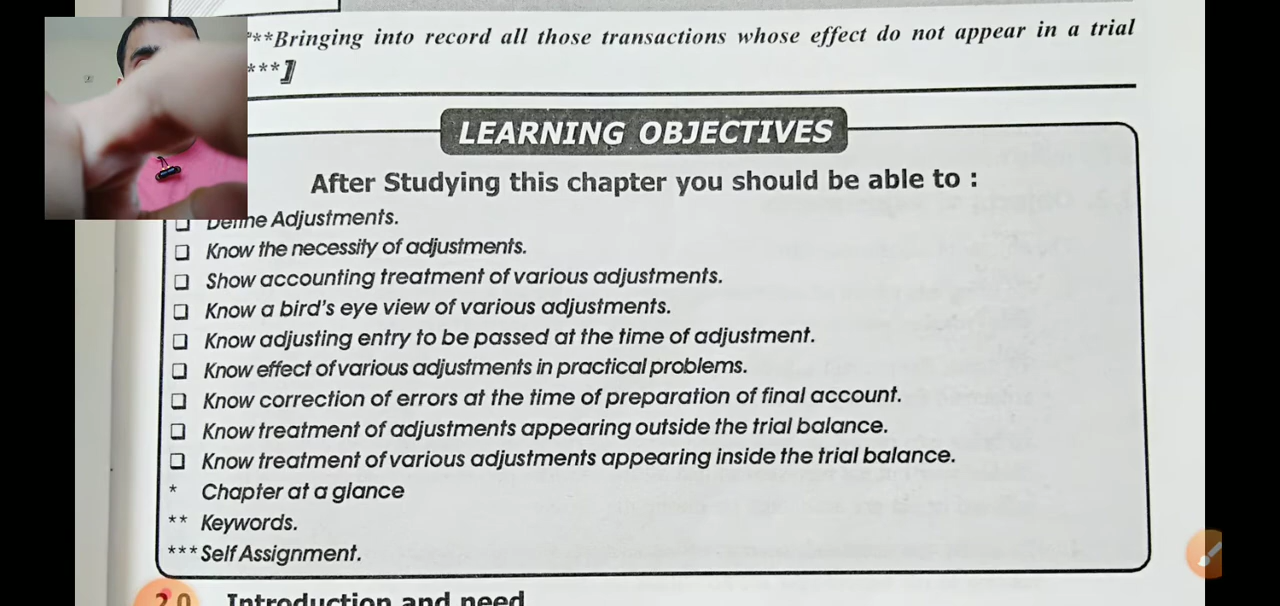 **Bringing into record all those transactions whose effect do not appear in a trial
***]
LEARNING OBJECTIVES
After Studying this chapter you should be able to :
❑ Define Adjustments.
❑ Know the necessity of adjustments.
❑ Show accounting treatment of various adjustments.
❑ Know a bird's eye view of various adjustments.
❑ Know adjusting entry to be passed at the time of adjustment.
❑ Know effect of various adjustments in practical problems.
❑ Know correction of errors at the time of preparation of final account.
❑ Know treatment of adjustments appearing outside the trial balance.
❑ Know treatment of various adjustments appearing inside the trial balance.
* Chapter at a glance
** Keywords.
*** Self Assignment.
2.0 Introduction and need